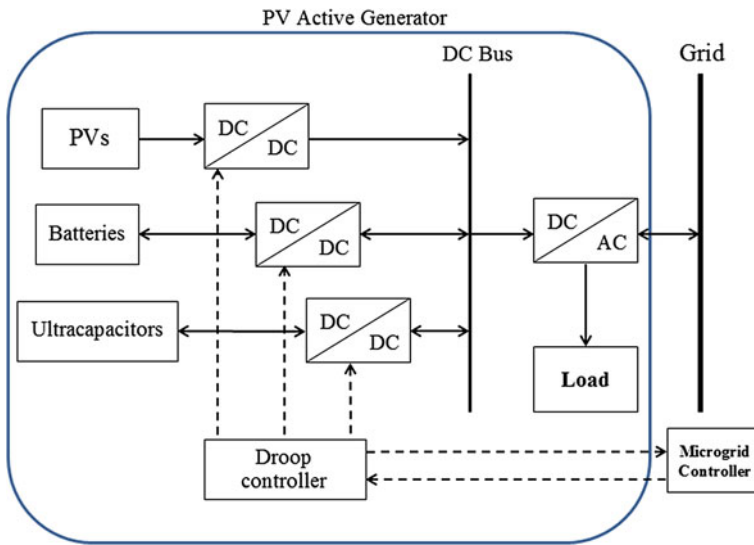 PV Active Generator
DC Bus
Grid
PVs
DC
DC
Batteries
DC
DC
DC
AC
Ultracapacitors
DC
DC
Load
Droop
controller
Microgrid
Controller